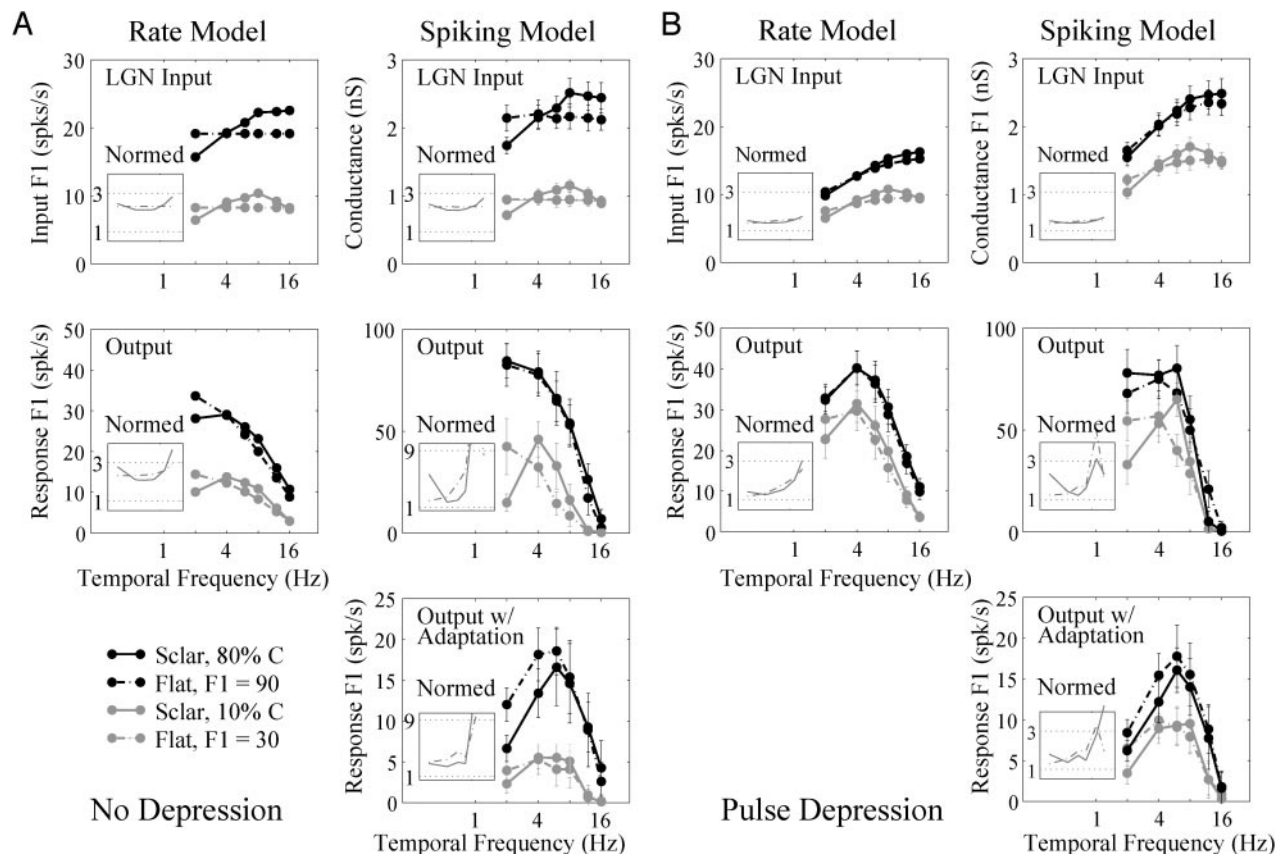 A
Rate Model
Spiking Model
B
Rate Model
Spiking Model
LGN Input
Input F1 (spks/s)
30
20
10
0
Normed
3
1
1 4 16
LGN Input
Conductance (nS)
3
2
1
0
Normed
3
1
1 4 16
LGN Input
Input F1 (spks/s)
30
20
10
0
Normed
3
1
1 4 16
LGN Input
Conductance F1 (nS)
3
2
1
0
Normed
3
1
1 4 16
Output
Response F1 (spk/s)
50
40
30
20
10
0
Normed
3
1
1 4 16
Temporal Frequency (Hz)
Output
Response F1 (spk/s)
100
50
0
Normed
9
1
1 4 16
Output
Response F1 (spk/s)
50
40
30
20
10
0
Normed
3
1
1 4 16
Temporal Frequency (Hz)
Output
Response F1 (spk/s)
100
50
0
Normed
3
1
1 4 16
Sclar, 80% C
Flat, F1 = 90
Sclar, 10% C
Flat, F1 = 30
No Depression
Output w/
Adaptation
Response F1 (spk/s)
25
20
15
10
5
0
Normed
9
1
1 4 16
Temporal Frequency (Hz)
Pulse Depression
Output w/
Adaptation
Response F1 (spk/s)
25
20
15
10
5
0
Normed
3
1
1 4 16
Temporal Frequency (Hz)